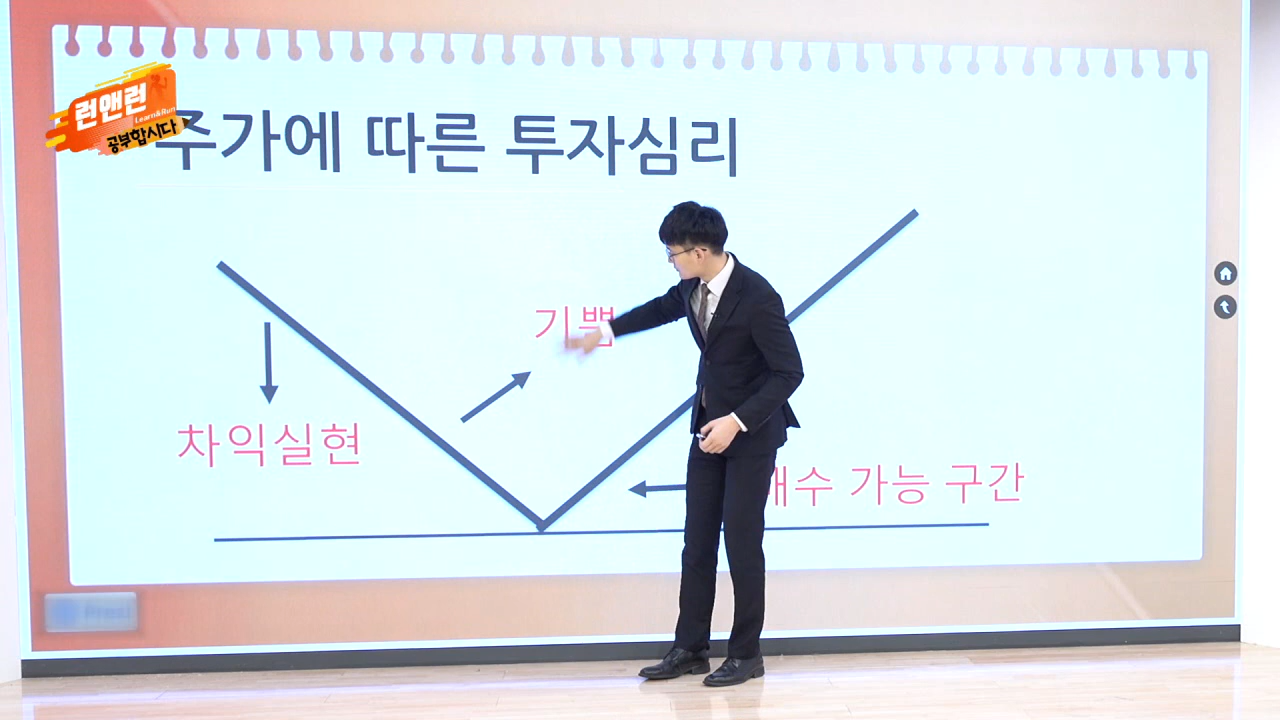 런앤런
Learn&Run
공부합시다
주가에 따른 투자심리
기쁨
차익실현
매수 가능 구간